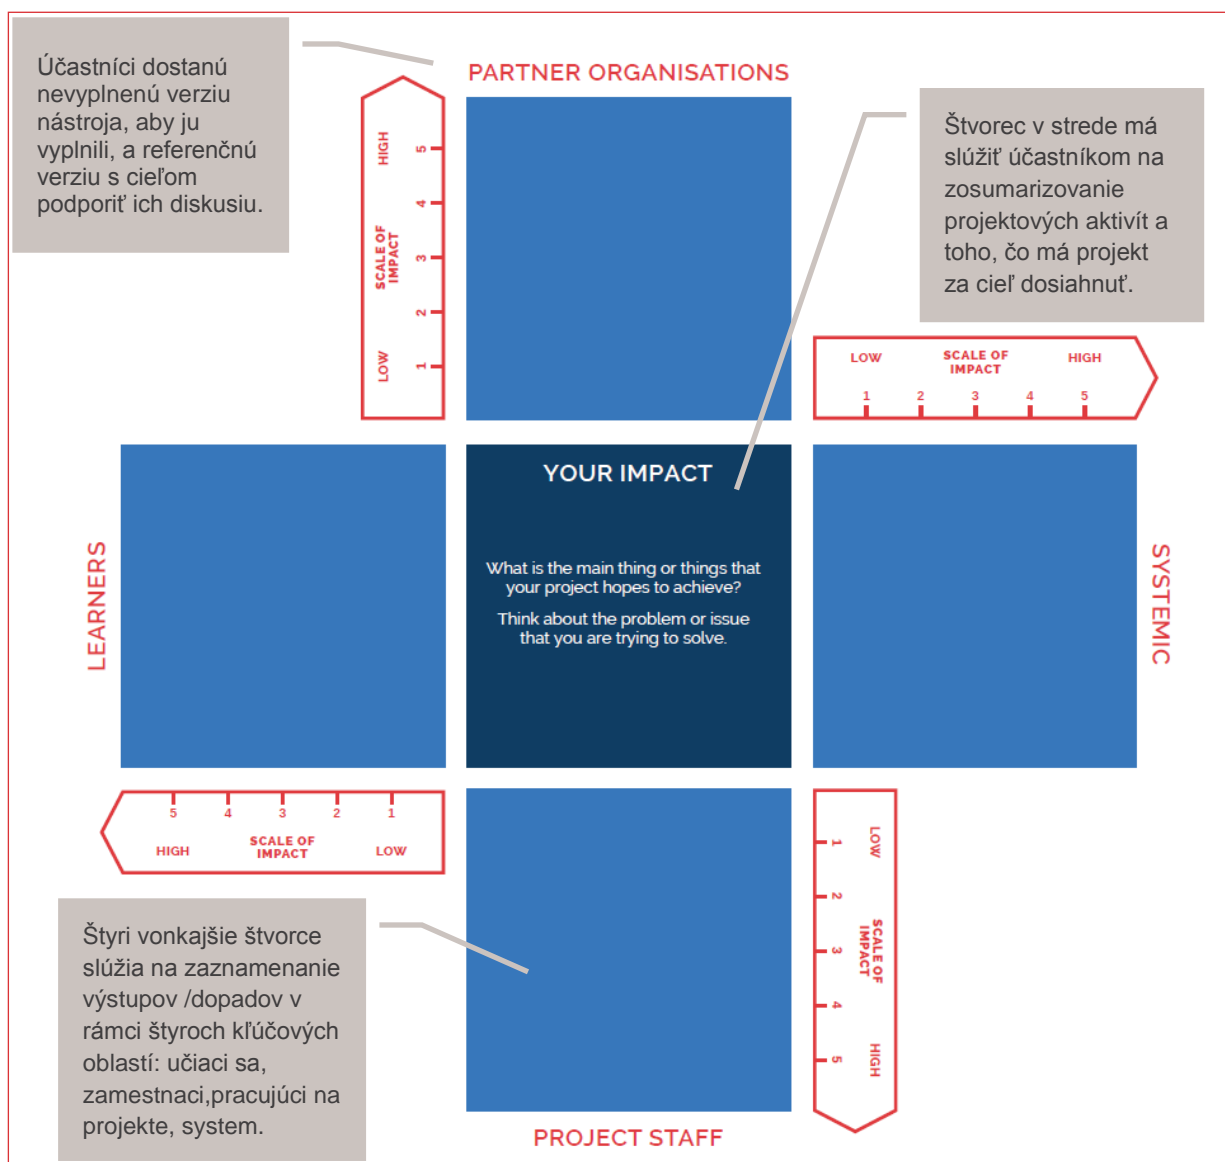 Účastníci dostanú
nevyplnenú verziu
nástroja, aby ju
vyplnili, a referenčnú
verziu s cieľom
podporiť ich diskusiu.
PARTNER ORGANISATIONS
HIGH
SCALE OF
IMPACT
LOW
5
4
3
2
1
Štvorec v strede má
slúžiť účastníkom na
zosumarizovanie
projektových aktivít a
toho, čo má projekt
za cieľ dosiahnuť.
LOW
SCALE OF
IMPACT
HIGH
1 2 3 4 5
LEARNERS
YOUR IMPACT
What is the main thing or things that
your project hopes to achieve?
Think about the problem or issue
that you are trying to solve.
SYSTEMIC
5 4 3 2 1
HIGH
SCALE OF
IMPACT
LOW
Štyri vonkajšie štvorce
slúžia na zaznamenanie
výstupov /dopadov v
rámci štyroch kľúčových
oblastí: učiaci sa,
zamestnaci,pracujúci na
projekte, system.
1
2
3
4
5
LOW
SCALE OF
IMPACT
HIGH
PROJECT STAFF